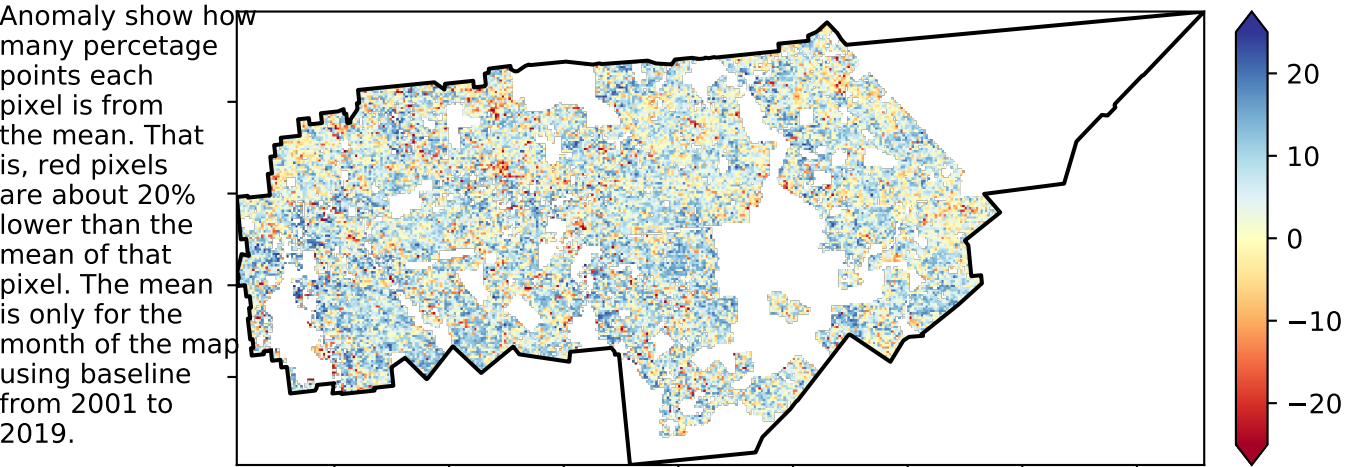 Anomaly show how
many percetage
points each
pixel is from
the mean. That
is, red pixels
are about 20%
lower than the
mean of that
pixel. The mean
is only for the
month of the map
using baseline
from 2001 to
2019.
20
10
0
−10
−20